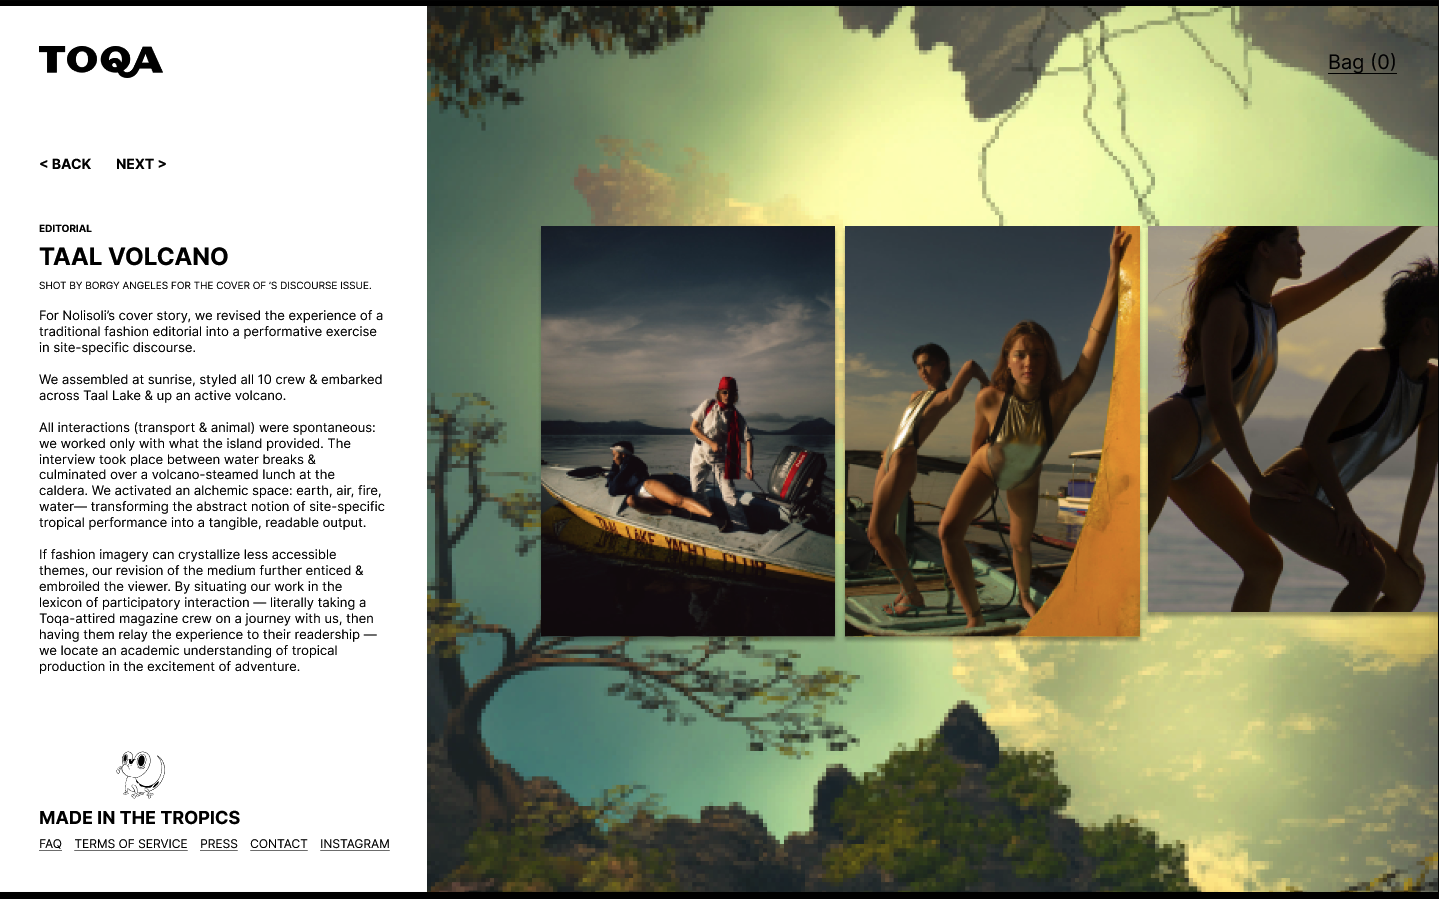 TOQA
Bag (0)
< BACK NEXT >
EDITORIAL
TAAL VOLCANO
SHOT BY BORGY ANGELES FOR THE COVER OF 'S DISCOURSE ISSUE.
For Nolisoli's cover story, we revised the experience of a
traditional fashion editorial into a performative exercise
in site-specific discourse.
We assembled at sunrise, styled all 10 crew & embarked
across Taal Lake & up an active volcano.
All interactions (transport & animal) were spontaneous:
we worked only with what the island provided. The
interview took place between water breaks &
culminated over a volcano-steamed lunch at the
caldera. We activated an alchemic space: earth, air, fire,
water— transforming the abstract notion of site-specific
tropical performance into a tangible, readable output.
If fashion imagery can crystallize less accessible
themes, our revision of the medium further enticed &
embroiled the viewer. By situating our work in the
lexicon of participatory interaction — literally taking a
Toqa-attired magazine crew on a journey with us, then
having them relay the experience to their readership —
we locate an academic understanding of tropical
production in the excitement of adventure.
TAAL LAKE YACHT CLUB
MADE IN THE TROPICS
FAQ TERMS OF SERVICE PRESS CONTACT INSTAGRAM